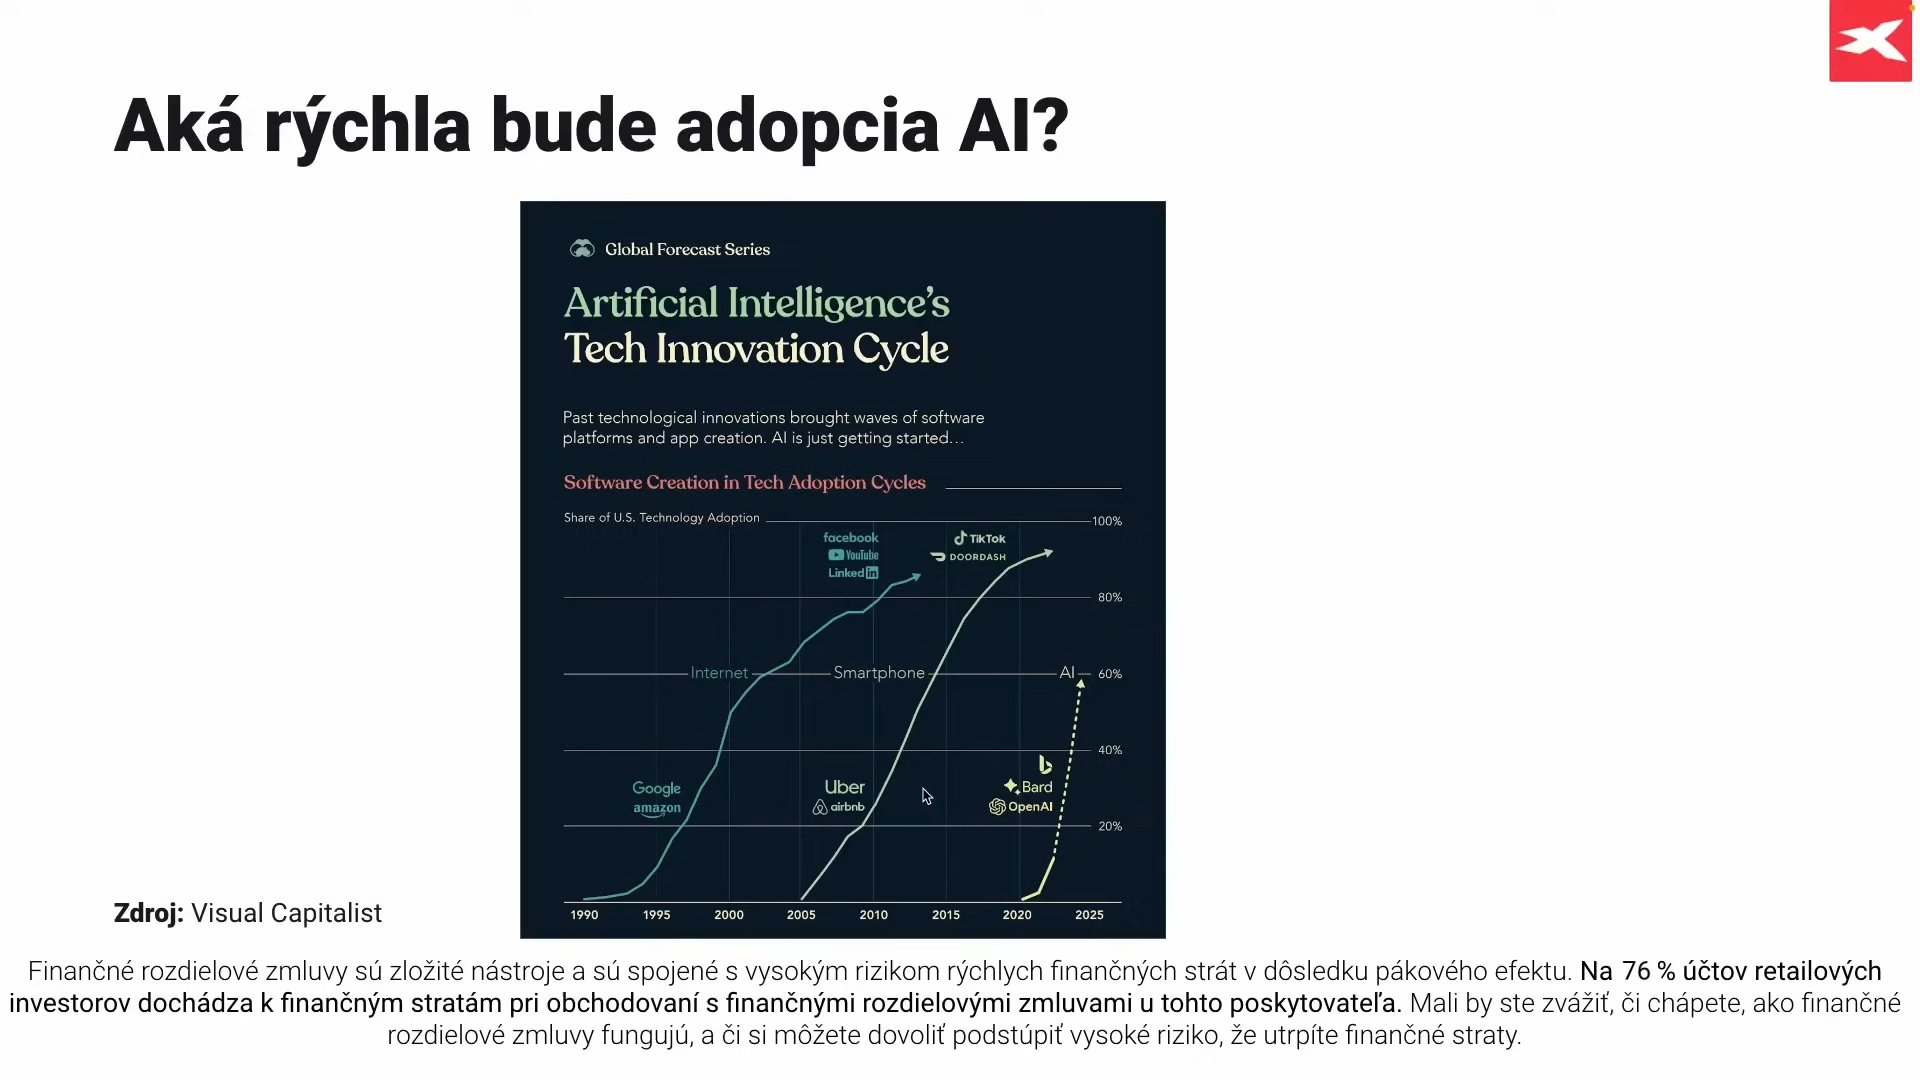 Aká rýchla bude adopcia AI?
Global Forecast Series
Artificial Intelligence's
Tech Innovation Cycle
Past technological innovations brought waves of software
platforms and app creation. AI is just getting started...
Software Creation in Tech Adoption Cycles
Share of U.S. Technology Adoption
100%
facebook
YouTube
Linked in
TikTok
DOORDASH
80%
Internet
Smartphone
AI
60%
40%
Google
amazon
Uber
airbnb
Bard
OpenAI
20%
1990 1995 2000 2005 2010 2015 2020 2025
Zdroj: Visual Capitalist
Finančné rozdielové zmluvy sú zložité nástroje a sú spojené s vysokým rizikom rýchlych finančných strát v dôsledku pákového efektu. Na 76 % účtov retailových
investorov dochádza k finančným stratám pri obchodovaní s finančnými rozdielovými zmluvami u tohto poskytovateľa. Mali by ste zvážiť, či chápete, ako finančné
rozdielové zmluvy fungujú, a či si môžete dovoliť podstúpiť vysoké riziko, že utrpíte finančné straty.